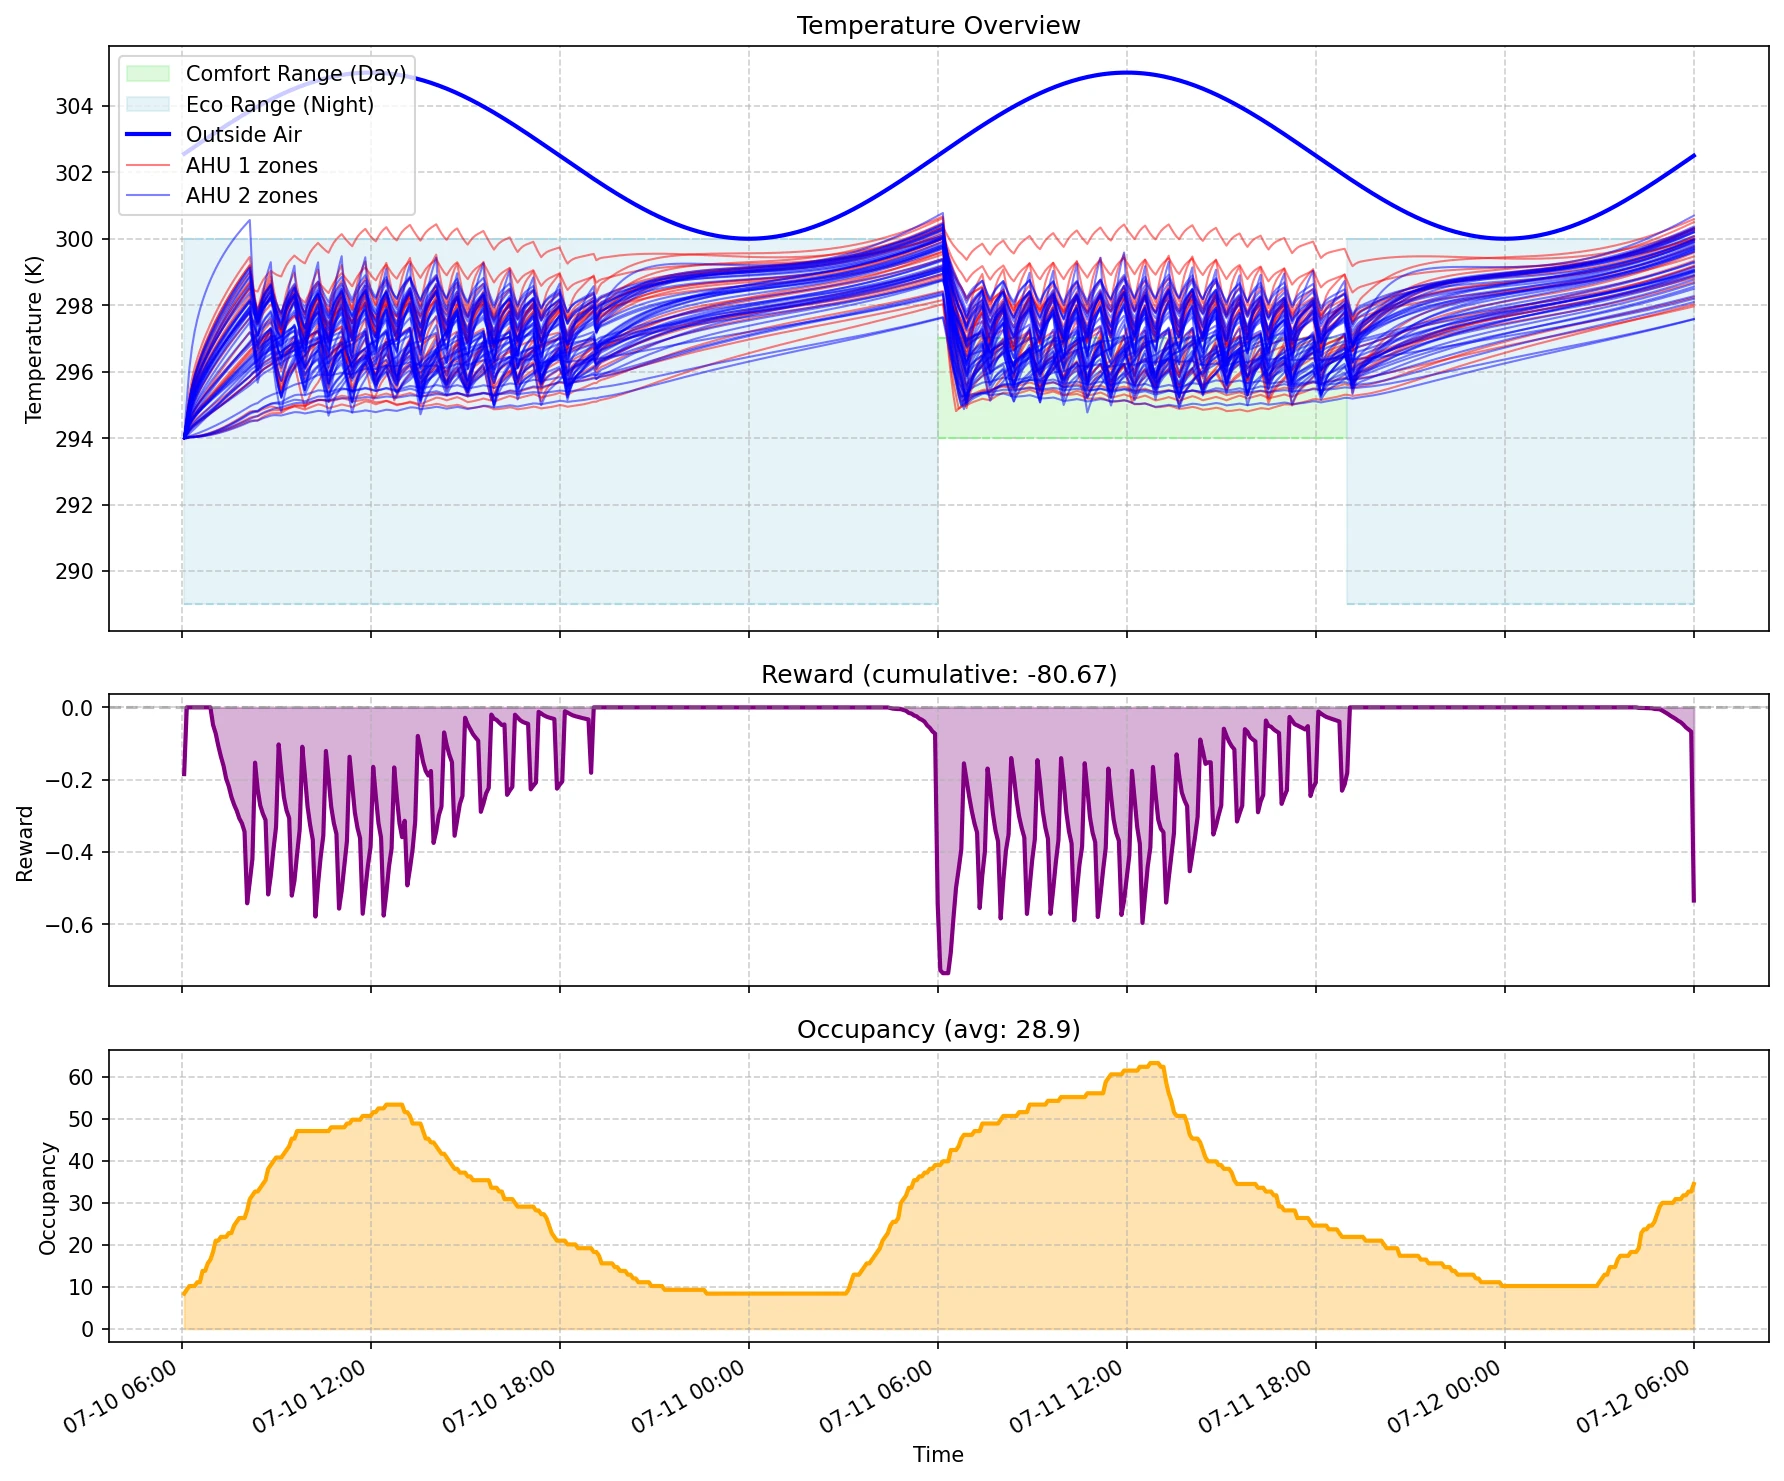 Temperature Overview
Comfort Range (Day)
Eco Range (Night)
Outside Air
AHU 1 zones
AHU 2 zones
Temperature (K)
304
302
300
298
296
294
292
290
Reward (cumulative: -80.67)
Reward
0.0
−0.2
−0.4
−0.6
Occupancy (avg: 28.9)
Occupancy
60
50
40
30
20
10
0
07-10 06:00
07-10 12:00
07-10 18:00
07-11 00:00
07-11 06:00
07-11 12:00
07-11 18:00
07-12 00:00
07-12 06:00
Time